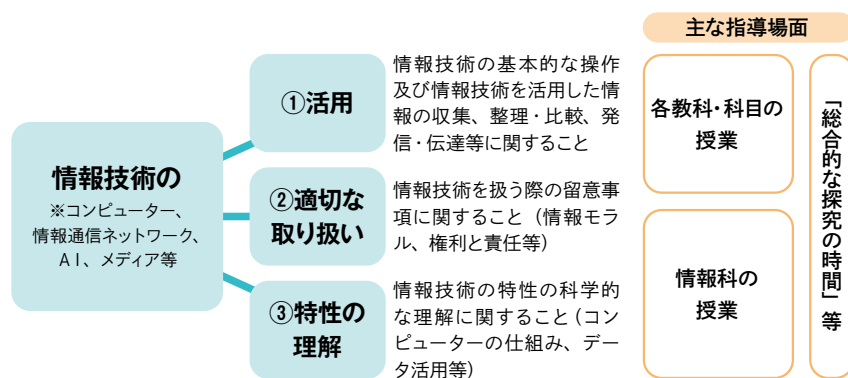 主な指導場面
情報技術の
※コンピューター、
情報通信ネットワーク、
AI、メディア等
①活用
情報技術の基本的な操作
及び情報技術を活用した情
報の収集、整理・比較、発
信・伝達等に関すること
②適切な
取り扱い
情報技術を扱う際の留意事
項に関すること（情報モラ
ル、権利と責任等）
③特性の
理解
情報技術の特性の科学的
な理解に関すること（コン
ピューターの仕組み、デー
タ活用等）
各教科・科目の
授業
情報科の
授業
「総合的な探究の時間」等